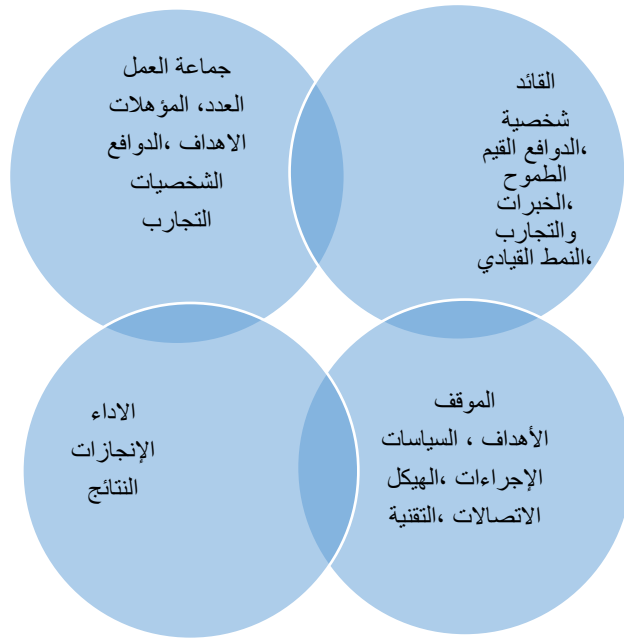 القائد
شخصية
الدوافع القيم،
الطموح
الخبرات،
والتجارب
النمط القيادي،
جماعة العمل
العدد، المؤهلات
الاهداف ،الدوافع
الشخصيات
التجارب
الموقف
الأهداف ، السياسات
الإجراءات ،الهيكل
الاتصالات ،التقنية
الاداء
الإنجازات
النتائج